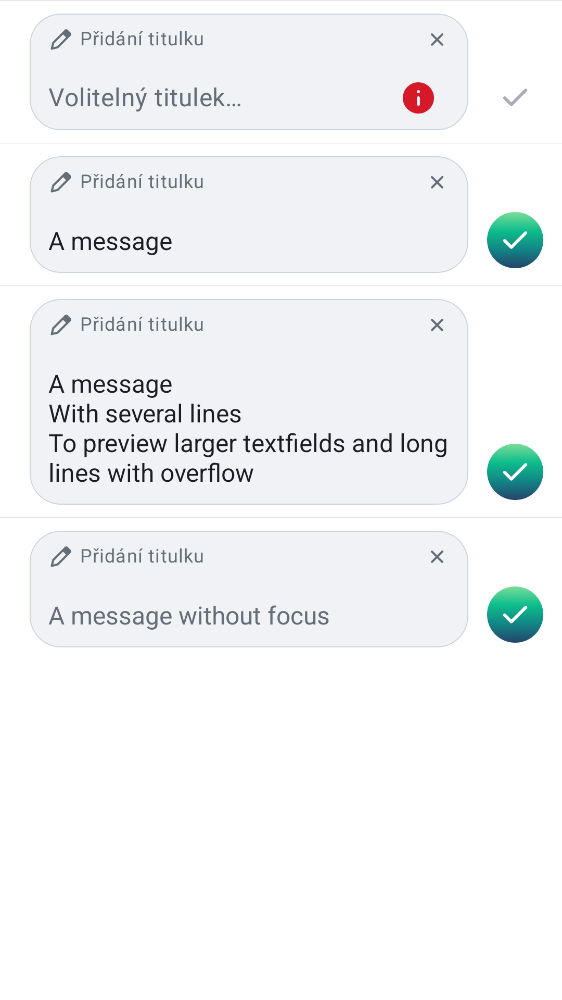 Přidání titulku
Volitelný titulek…
Přidání titulku
A message
Přidání titulku
A message
With several lines
To preview larger textfields and long
lines with overflow
Přidání titulku
A message without focus